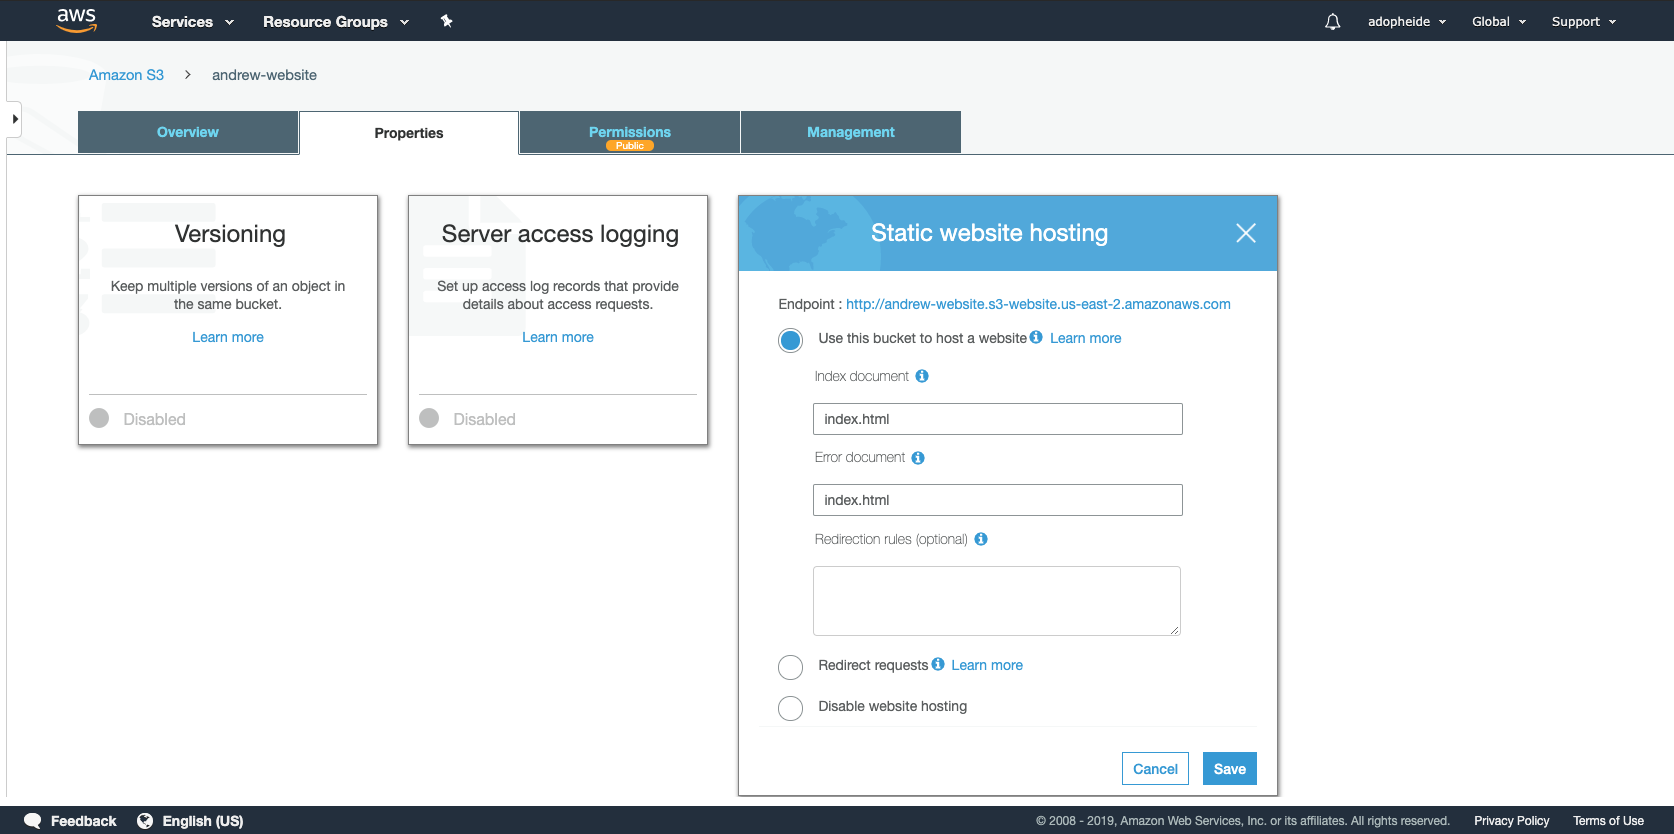 aws
Services
Resource Groups
adopheide
Global
Support
Amazon S3
andrew-website
Overview
Properties
Permissions
Public
Management
Versioning
Keep multiple versions of an object in
the same bucket.
Learn more
Disabled
Server access logging
Set up access log records that provide
details about access requests.
Learn more
Disabled
Static website hosting
Endpoint : http://andrew-website.s3-website.us-east-2.amazonaws.com
Use this bucket to host a website Learn more
Index document
index.html
Error document
index.html
Redirection rules (optional)
Redirect requests Learn more
Disable website hosting
Cancel
Save
Feedback
English (US)
© 2008 - 2019, Amazon Web Services, Inc. or its affiliates. All rights reserved.
Privacy Policy
Terms of Use